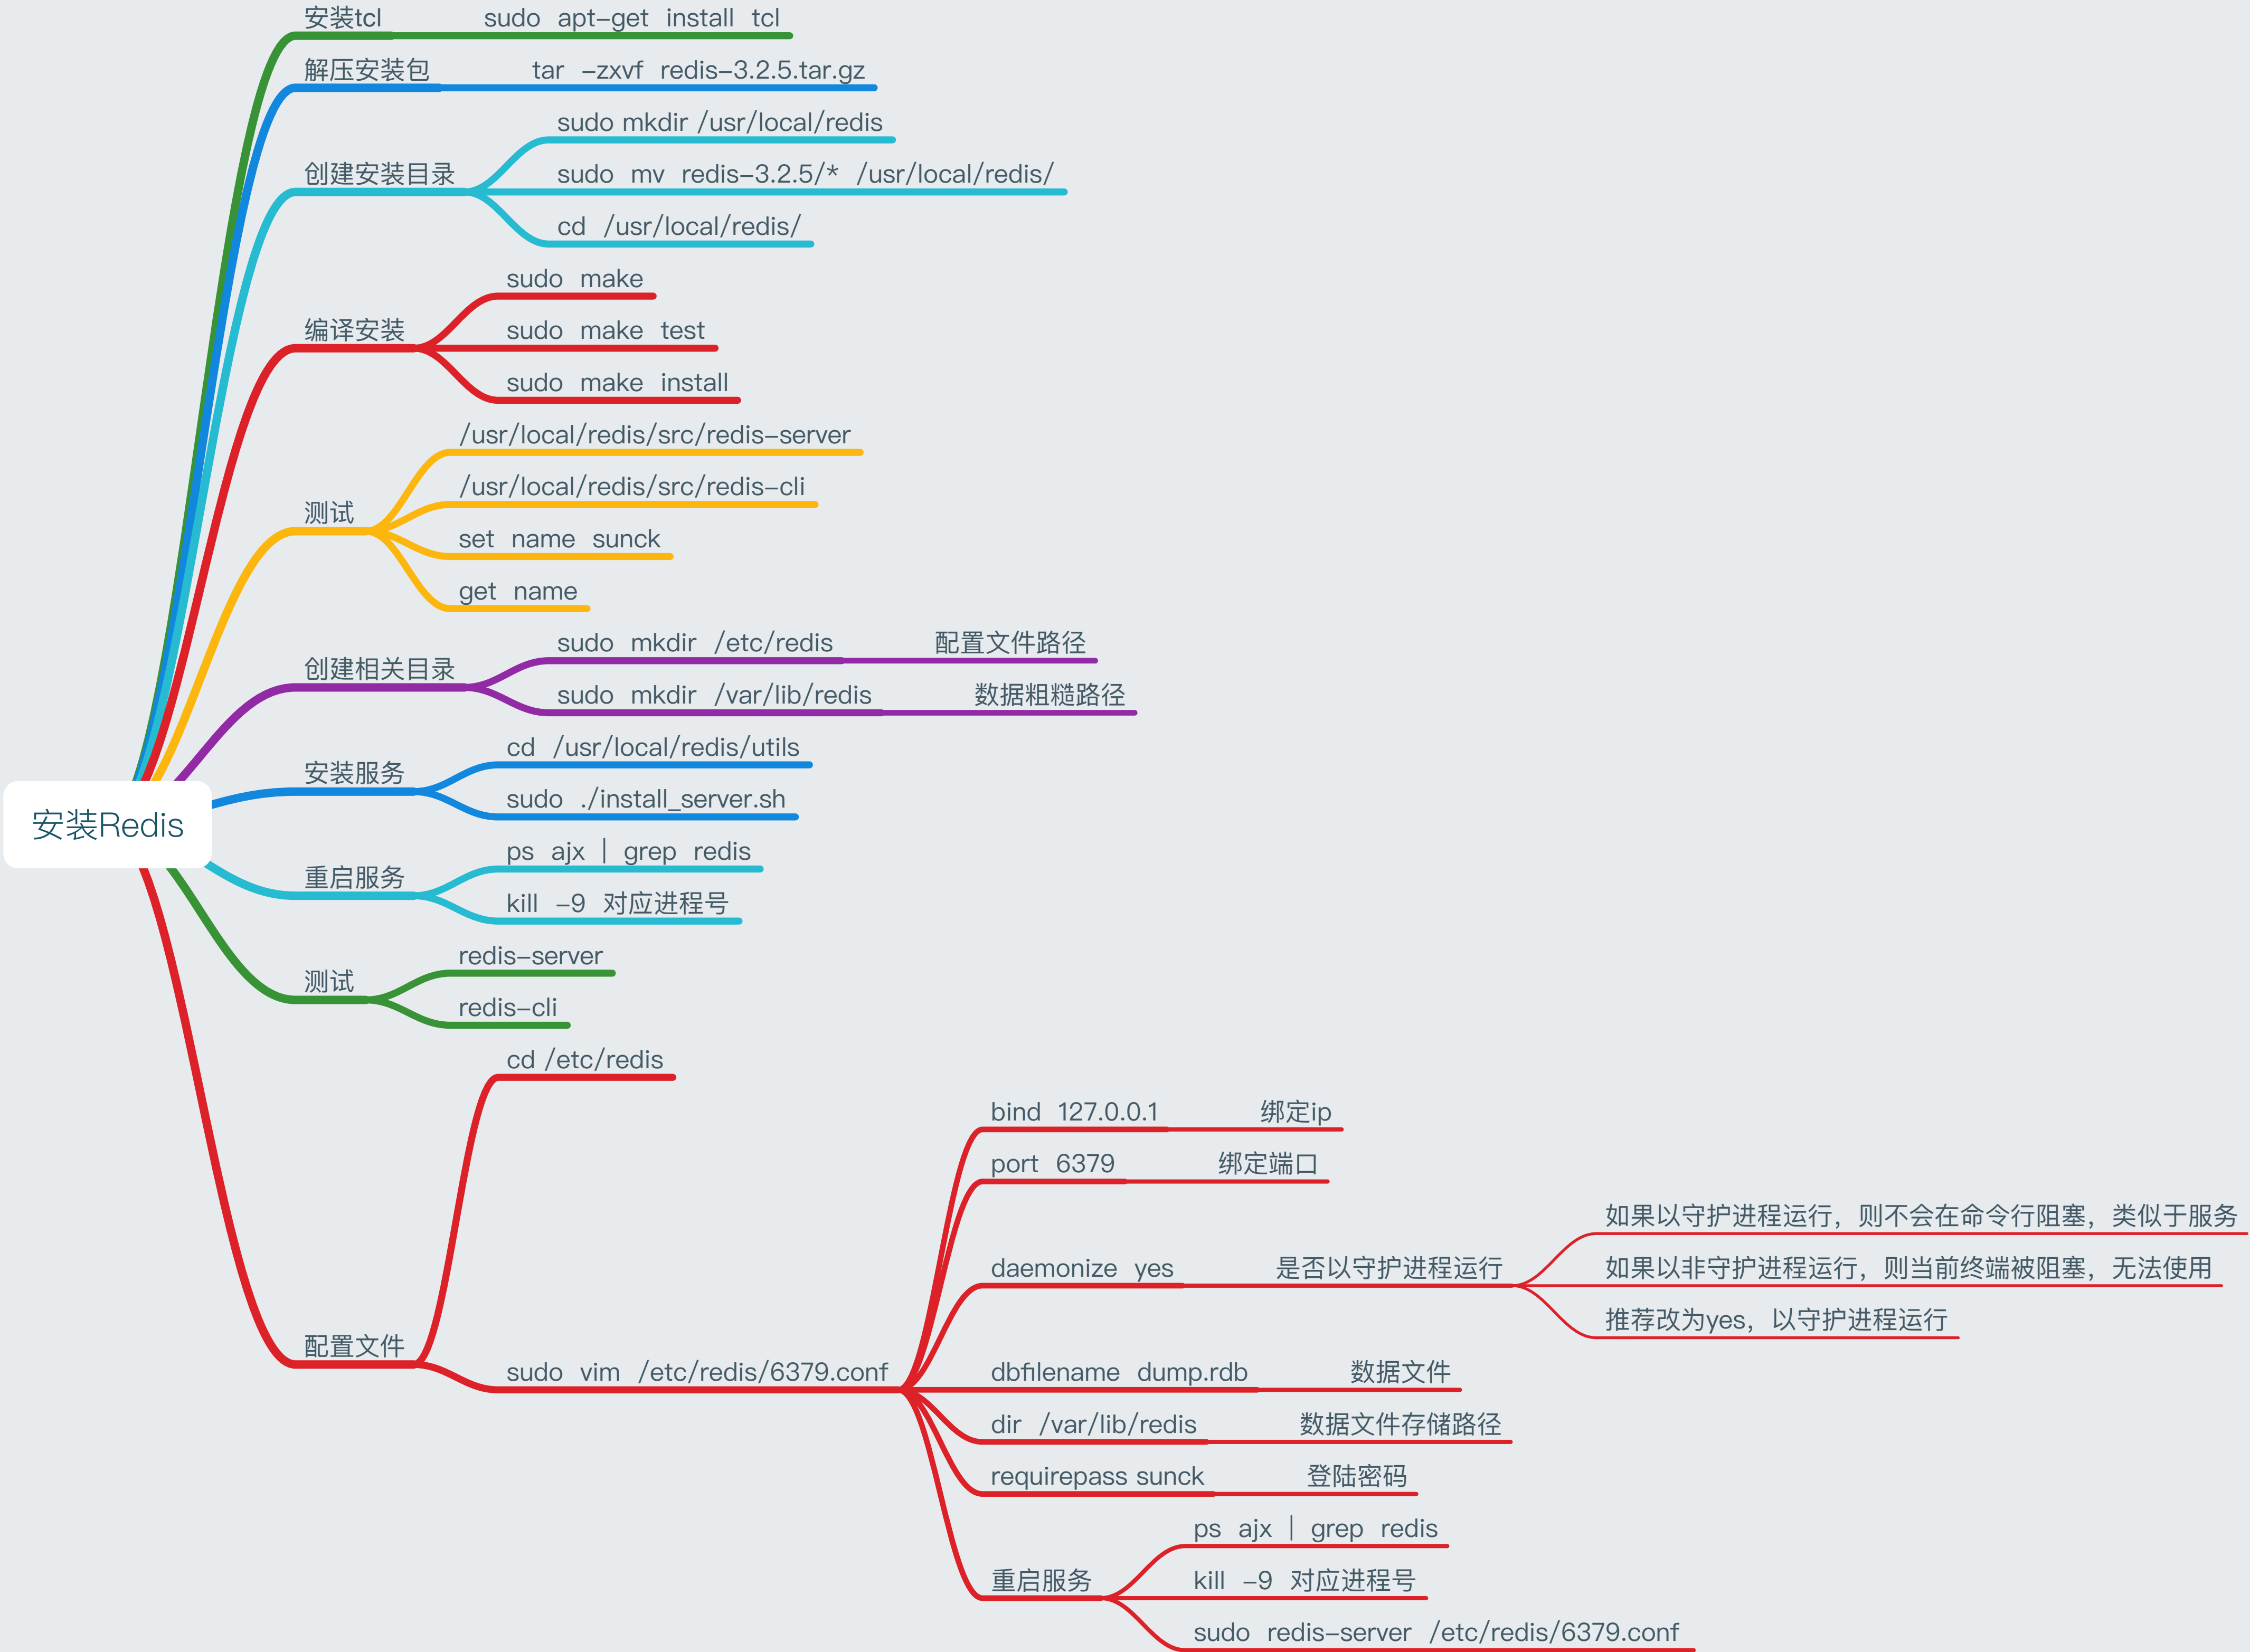 安装Redis
安装tcl
sudo apt-get install tcl
解压安装包
tar -zxvf redis-3.2.5.tar.gz
创建安装目录
sudo mkdir /usr/local/redis
sudo mv redis-3.2.5/* /usr/local/redis/
cd /usr/local/redis/
编译安装
sudo make
sudo make test
sudo make install
测试
/usr/local/redis/src/redis-server
/usr/local/redis/src/redis-cli
set name sunck
get name
创建相关目录
sudo mkdir /etc/redis
配置文件路径
sudo mkdir /var/lib/redis
数据粗糙路径
安装服务
cd /usr/local/redis/utils
sudo ./install_server.sh
重启服务
ps ajx | grep redis
kill -9 对应进程号
测试
redis-server
redis-cli
配置文件
cd /etc/redis
sudo vim /etc/redis/6379.conf
bind 127.0.0.1
绑定ip
port 6379
绑定端口
daemonize yes
是否以守护进程运行
如果以守护进程运行，则不会在命令行阻塞，类似于服务
如果以非守护进程运行，则当前终端被阻塞，无法使用
推荐改为yes，以守护进程运行
dbfilename dump.rdb
数据文件
dir /var/lib/redis
数据文件存储路径
requirepass sunck
登陆密码
重启服务
ps ajx | grep redis
kill -9 对应进程号
sudo redis-server /etc/redis/6379.conf